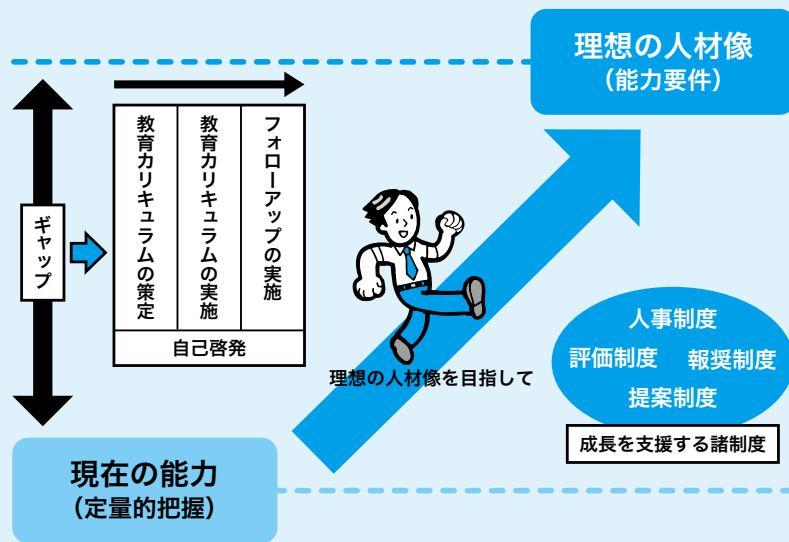 理想の人材像
（能力要件）
ギャップ
教育カリキュラムの策定
教育カリキュラムの実施
フォローアップの実施
自己啓発
理想の人材像を目指して
人事制度
評価制度 報奨制度
提案制度
成長を支援する諸制度
現在の能力
（定量的把握）